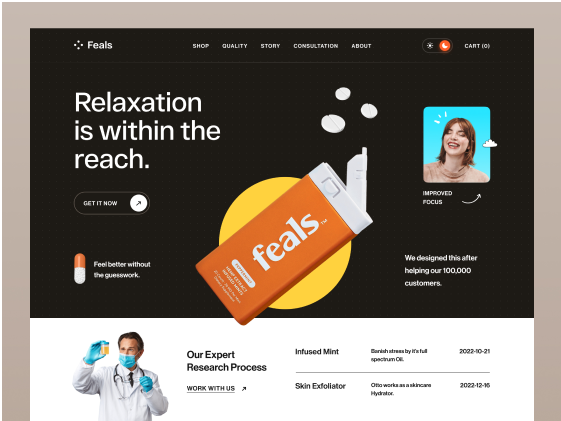 Feals
SHOP QUALITY STORY CONSULTATION ABOUT
CART (0)
Relaxation
is within the
reach.
GET IT NOW
feals™
IMPROVED
FOCUS
Feel better without
the guesswork.
We designed this after
helping our 100,000
customers.
Our Expert
Research Process
WORK WITH US
Infused Mint
Banish stress by it's full
spectrum Oil.
2022-10-21
Skin Exfoliator
Otto works as a skincare
Hydrator.
2022-12-16